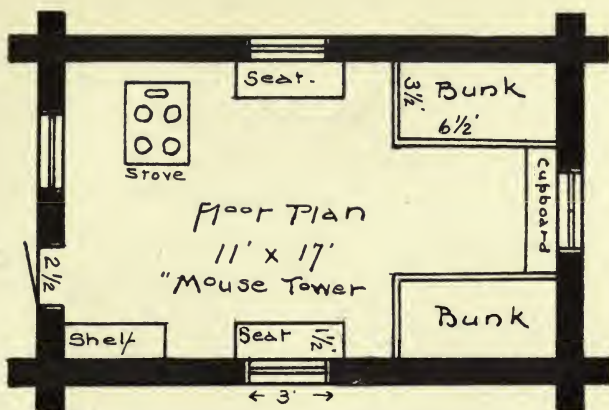 Seat.
Bunk
3½'
6½'
Stove
Cupboard
Floor Plan
11' x 17'
"Mouse Tower
2½
Shelf
Seat
1½'
Bunk
← 3' →